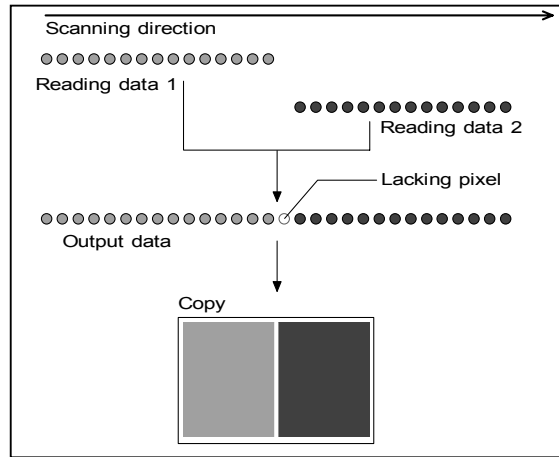 Scanning direction
Reading data 1
Reading data 2
Lacking pixel
Output data
Copy